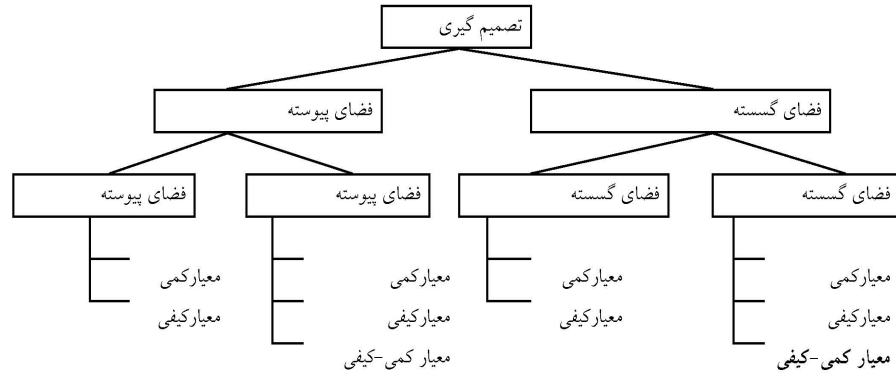 تصمیم گیری
فضای گسسته
فضای پیوسته
فضای گسسته
فضای گسسته
فضای پیوسته
فضای پیوسته
معیارکمی
معیارکیفی
معیار کمی-کیفی
معیارکمی
معیارکیفی
معیارکمی
معیارکیفی
معیار کمی-کیفی
معیارکمی
معیارکیفی